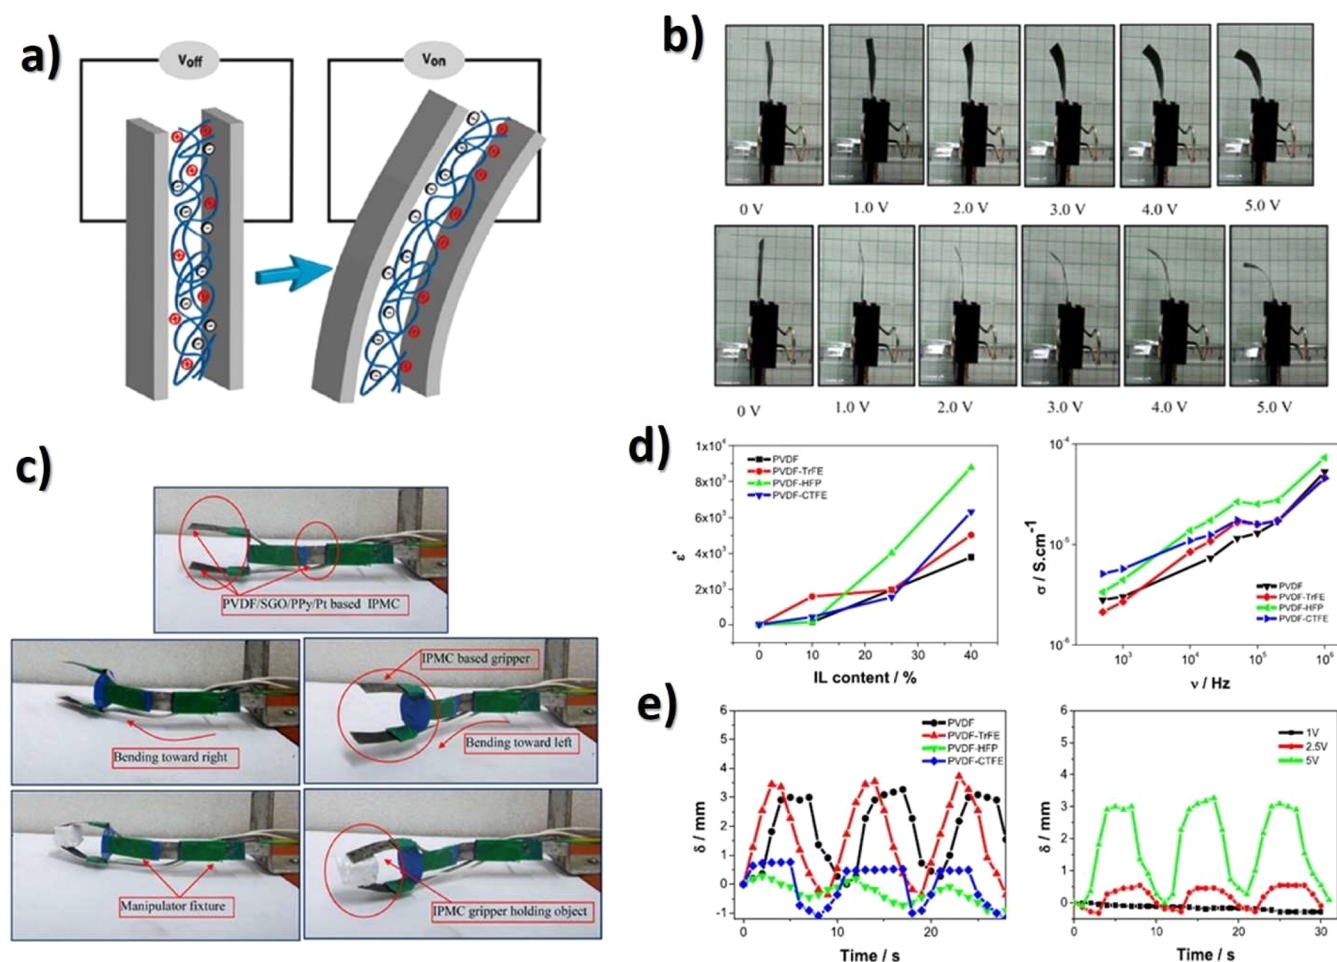 a)
Voff
Von
b)
0 V
1.0 V
2.0 V
3.0 V
4.0 V
5.0 V
0 V
1.0 V
2.0 V
3.0 V
4.0 V
5.0 V
c)
PVDF/SGO/PPy/Pt based IPMC
Bending toward right
IPMC based gripper
Bending toward left
Manipulator fixture
IPMC gripper holding object
d)
1x10⁴
8x10³
6x10³
4x10³
2x10³
0
ε'
PVDF
PVDF-TrFE
PVDF-HFP
PVDF-CTFE
0 10 20 30 40
IL content / %
10⁻⁴
10⁻⁵
10⁻⁶
σ / S.cm⁻¹
PVDF
PVDF-TrFE
PVDF-HFP
PVDF-CTFE
10³ 10⁴ 10⁵ 10⁶
ν / Hz
e)
6
5
4
3
2
1
0
-1
δ / mm
PVDF
PVDF-TrFE
PVDF-HFP
PVDF-CTFE
0 10 20
Time / s
6
5
4
3
2
1
0
δ / mm
1V
2.5V
5V
0 10 20 30
Time / s